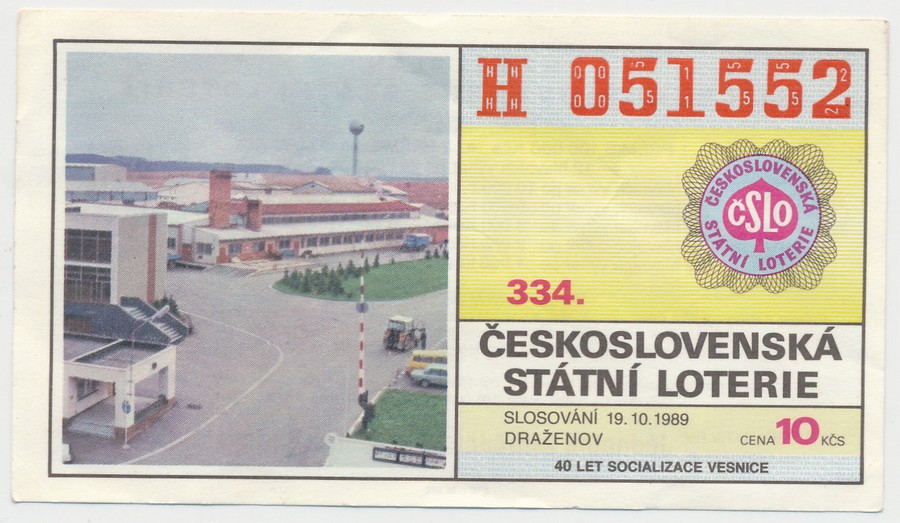 H 051552
ČESKOSLOVENSKÁ
ČSLO
STÁTNÍ LOTERIE
334.
ČESKOSLOVENSKÁ
STÁTNÍ LOTERIE
SLOSOVÁNÍ 19.10.1989
DRAŽENOV
CENA 10 KČS
40 LET SOCIALIZACE VESNICE